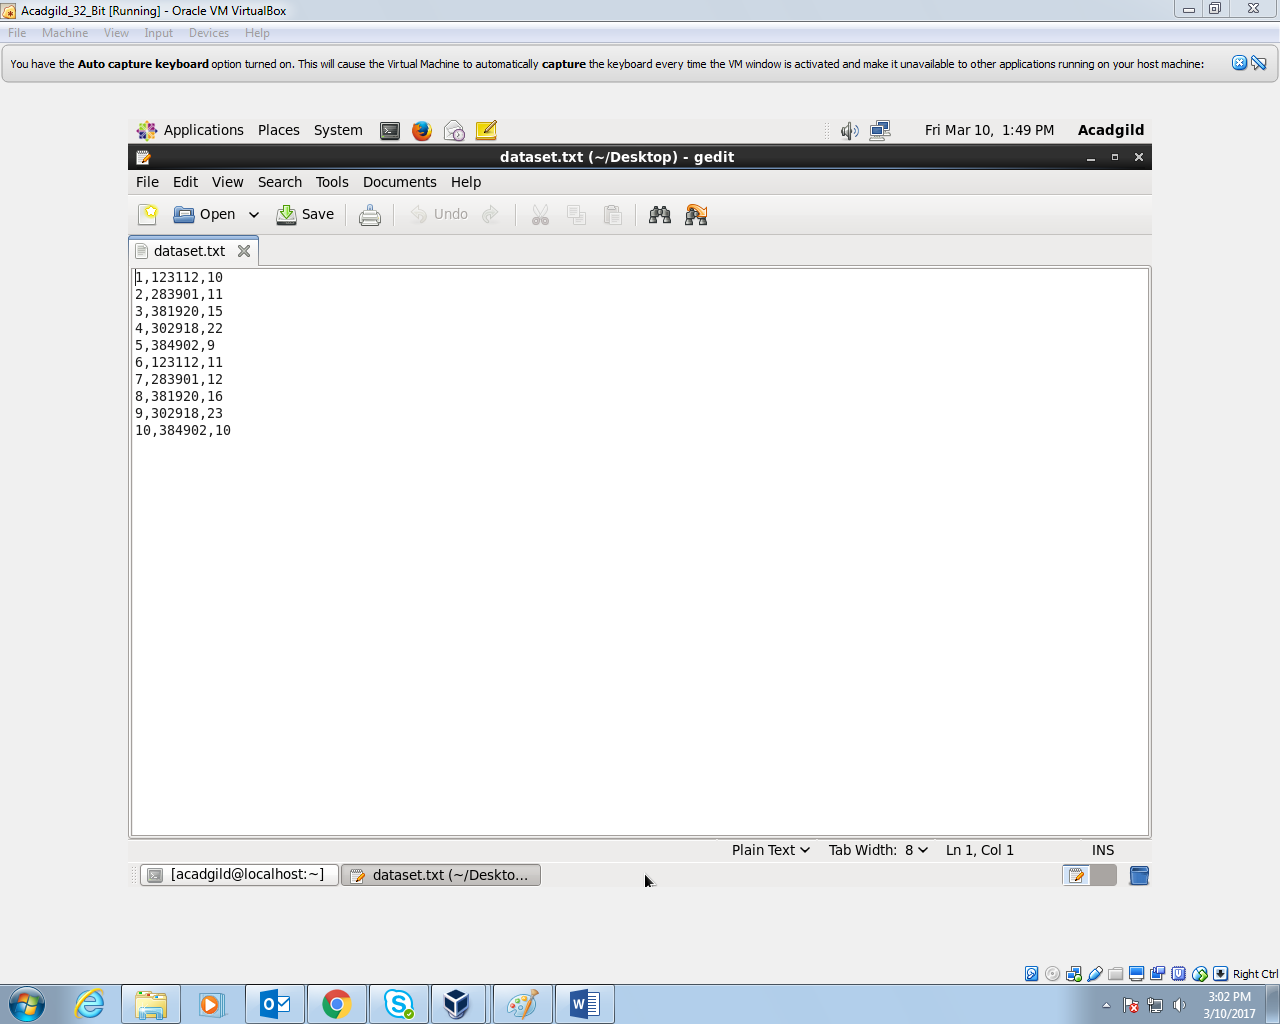 Acadgild_32_Bit [Running] - Oracle VM VirtualBox
File Machine View Input Devices Help
You have the Auto capture keyboard option turned on. This will cause the Virtual Machine to automatically capture the keyboard every time the VM window is activated and make it unavailable to other applications running on your host machine:
Applications Places System Fri Mar 10, 1:49 PM Acadgild
dataset.txt (~/Desktop) - gedit
File Edit View Search Tools Documents Help
Open Save Undo
dataset.txt
1,123112,10
2,283901,11
3,381920,15
4,302918,22
5,384902,9
6,123112,11
7,283901,12
8,381920,16
9,302918,23
10,384902,10
Plain Text Tab Width: 8 Ln 1, Col 1 INS
[acadgild@localhost:~] dataset.txt (~/Deskto...
Right Ctrl
3:02 PM
3/10/2017